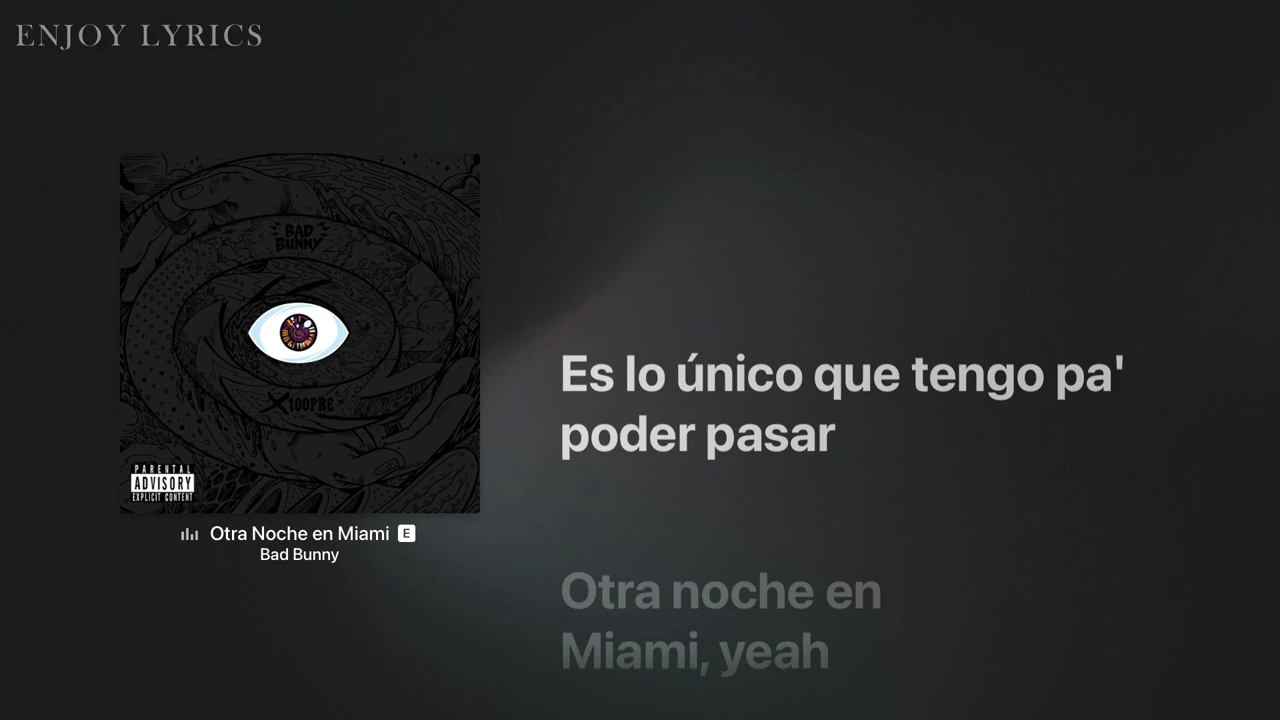 ENJOY LYRICS
BAD
BUNNY
X 100PRE
PARENTAL
ADVISORY
EXPLICIT CONTENT
Otra Noche en Miami E
Bad Bunny
Es lo único que tengo pa'
poder pasar
Otra noche en
Miami, yeah